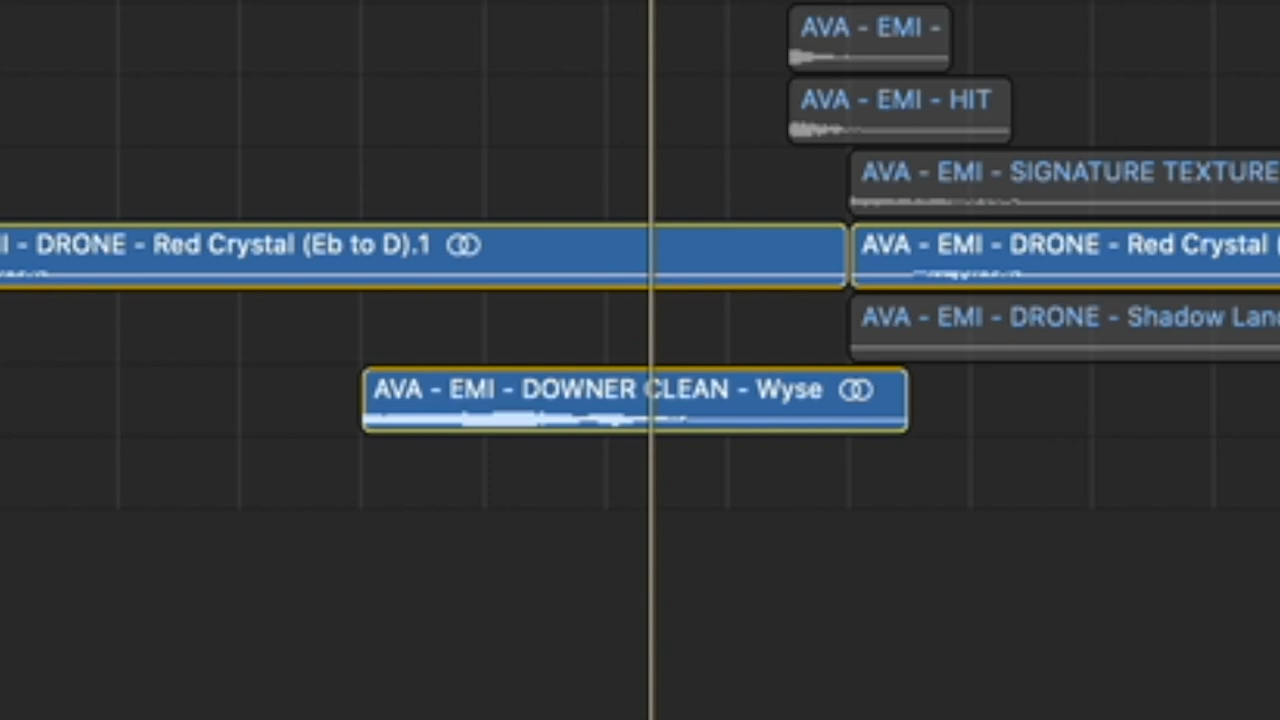 AVA - EMI -
AVA - EMI - HIT
AVA - EMI - SIGNATURE TEXTURE
- DRONE - Red Crystal (Eb to D).1
AVA - EMI - DRONE - Red Crystal (
AVA - EMI - DRONE - Shadow
AVA - EMI - DOWNER CLEAN - Wyse